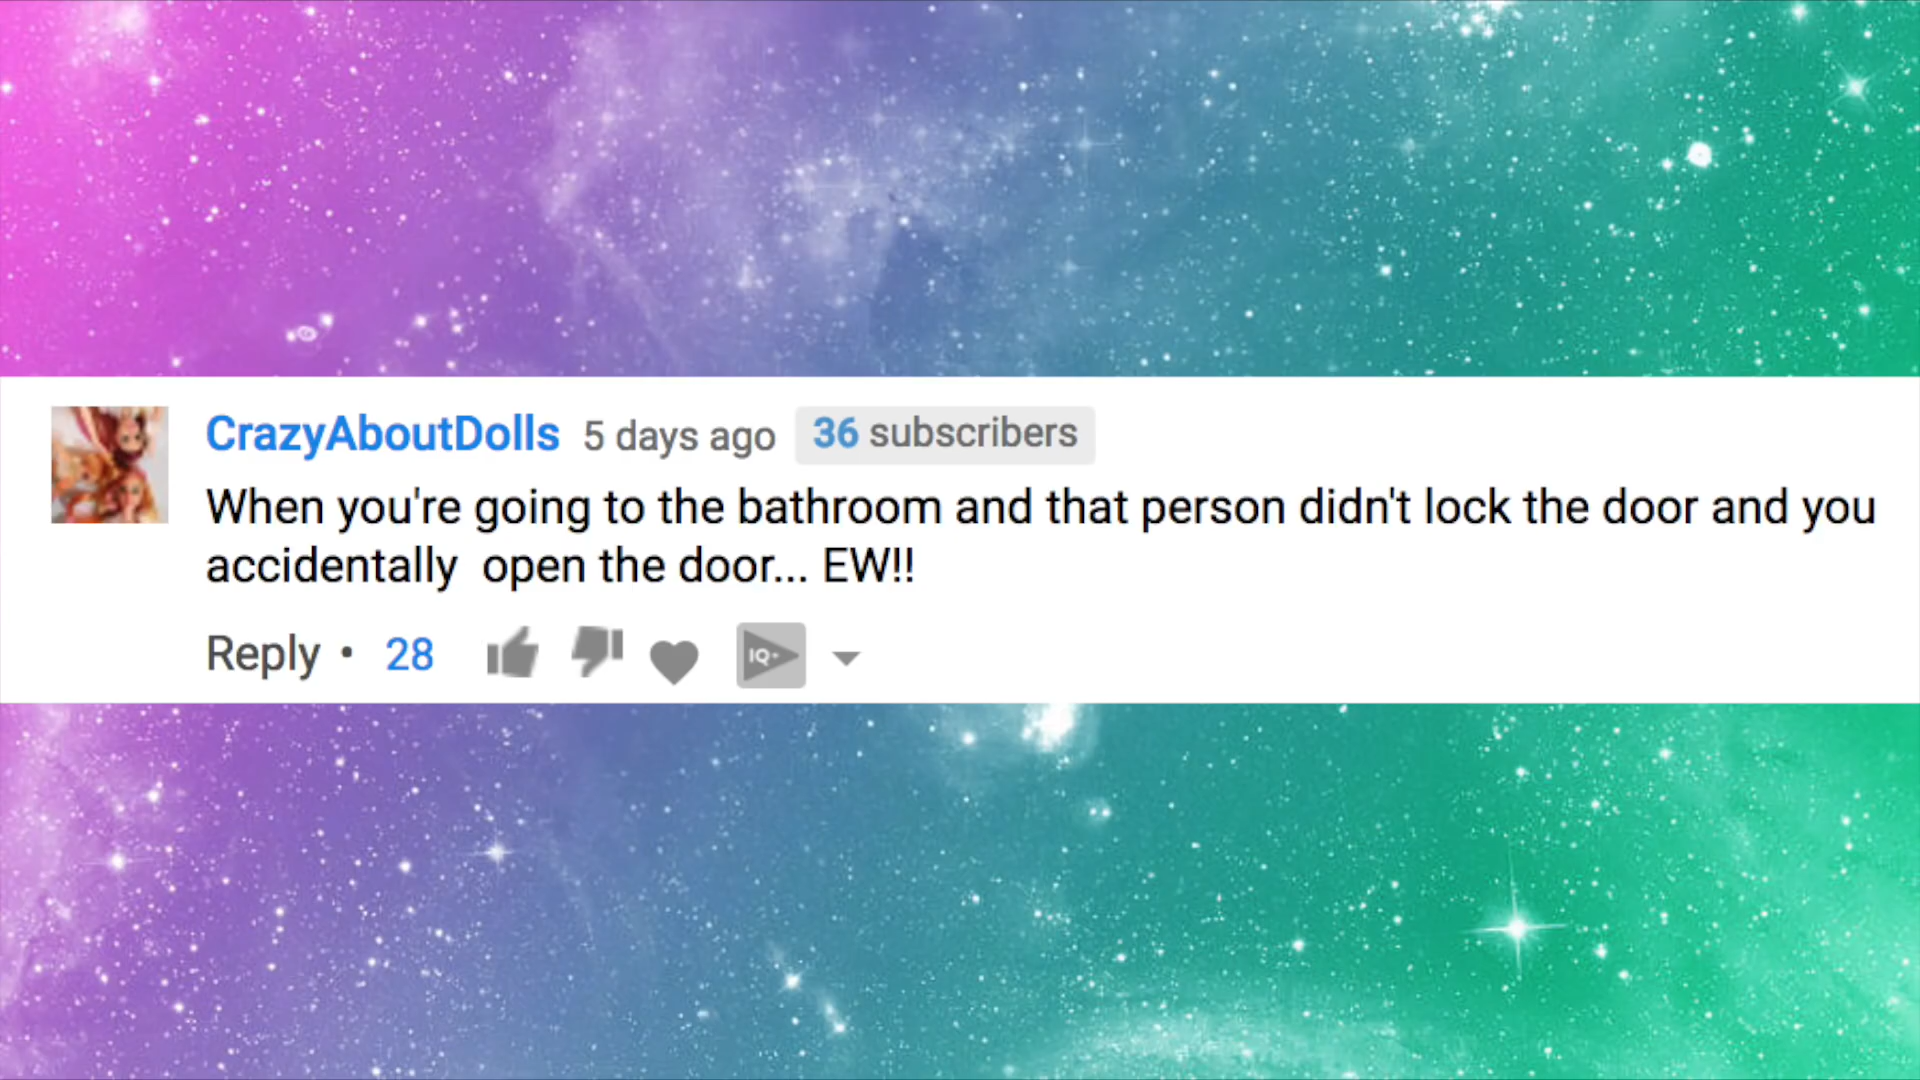 CrazyAboutDolls 5 days ago 36 subscribers
When you're going to the bathroom and that person didn't lock the door and you
accidentally  open the door... EW!!
Reply • 28 IQ+